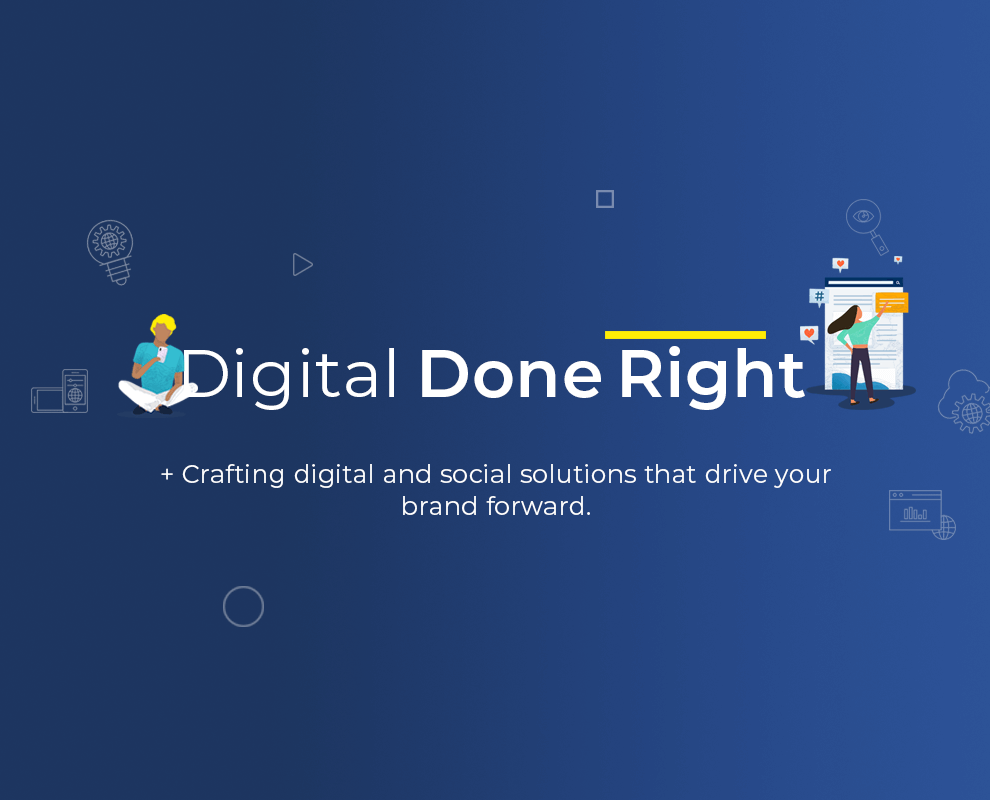 #
Digital Done Right
+ Crafting digital and social solutions that drive your
brand forward.